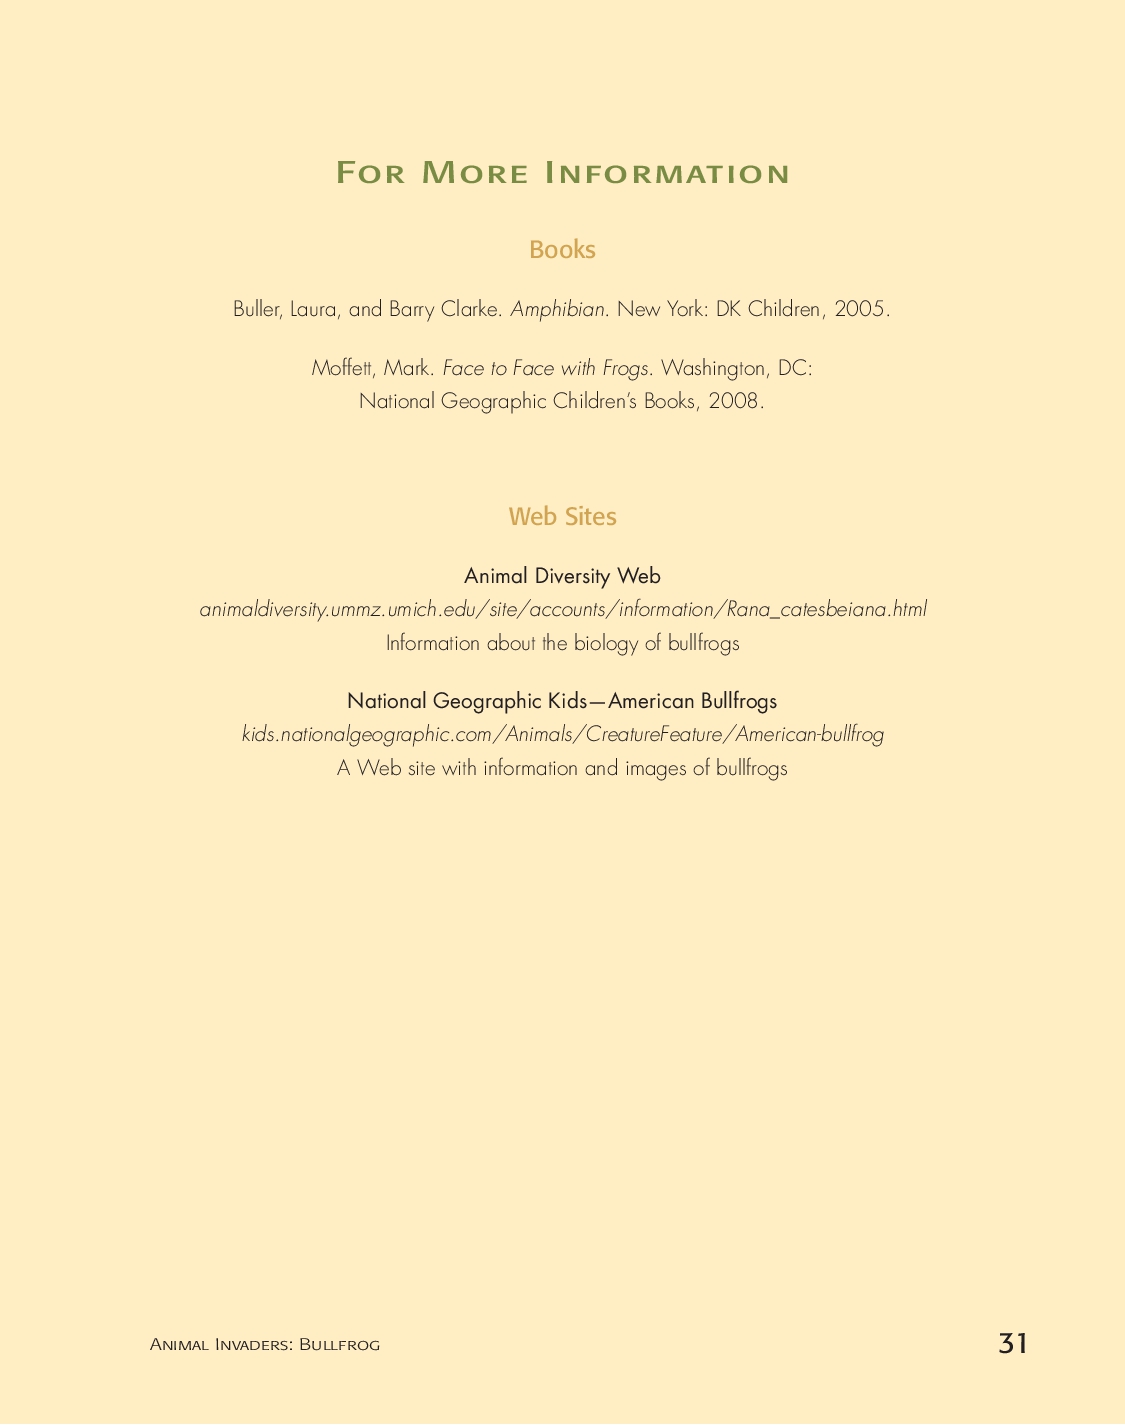 For More Information
Books
Buller, Laura, and Barry Clarke. Amphibian. New York: DK Children, 2005.
Moffett, Mark. Face to Face with Frogs. Washington, DC:
National Geographic Children’s Books, 2008.
Web Sites
Animal Diversity Web
animaldiversity.ummz.umich.edu/site/accounts/information/Rana_catesbeiana.html
Information about the biology of bullfrogs
National Geographic Kids—American Bullfrogs
kids.nationalgeographic.com/Animals/CreatureFeature/American-bullfrog
A Web site with information and images of bullfrogs
Animal Invaders: Bullfrog
31